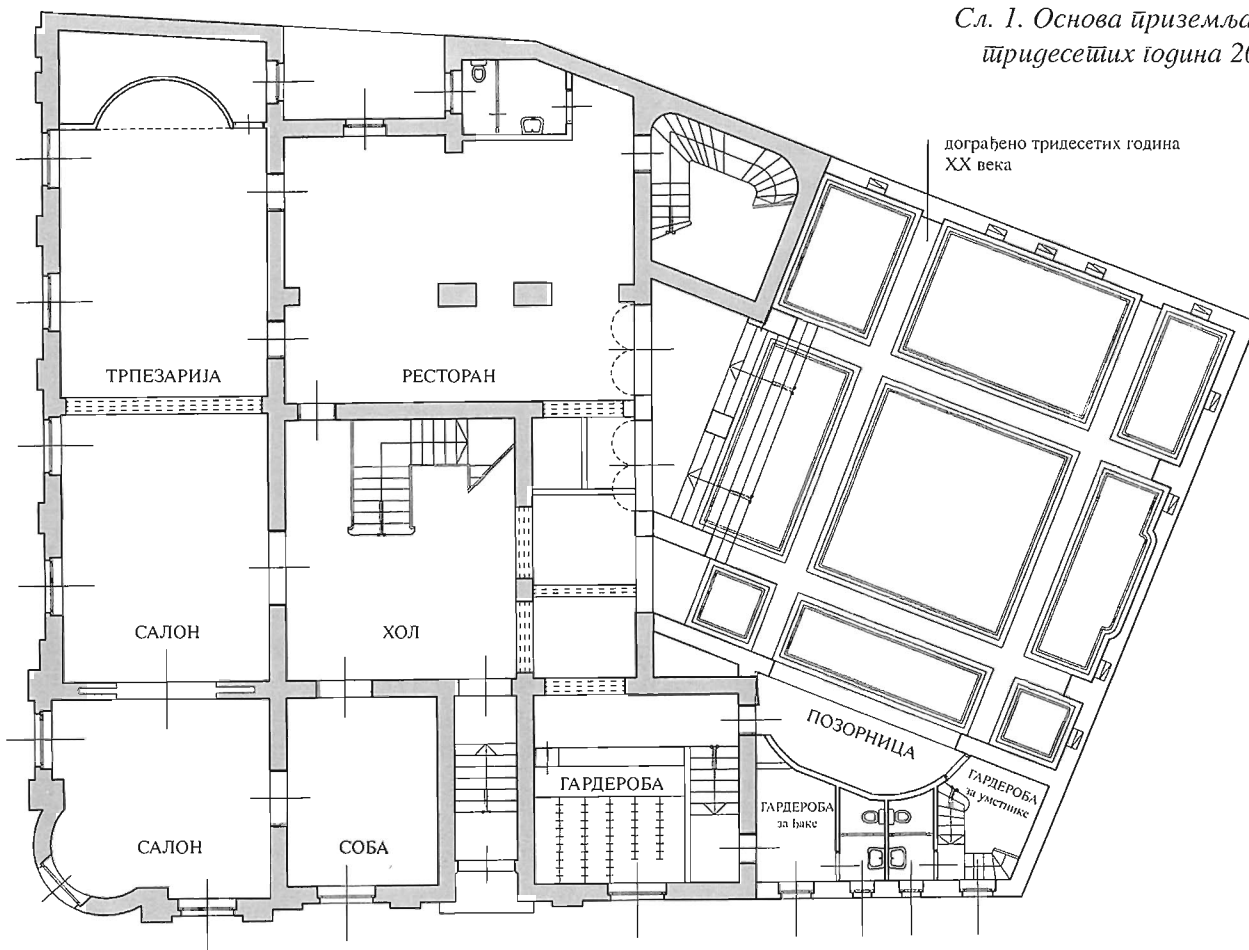 Сл. 1. Основа приземља
тридесетих година 20
дограђено тридесетих година
XX века
ТРПЕЗАРИЈА
РЕСТОРАН
САЛОН
ХОЛ
ПОЗОРНИЦА
ГАРДЕРОБА
ГАРДЕРОБА
за ђаке
ГАРДЕРОБА
за уметнике
САЛОН
СОБА